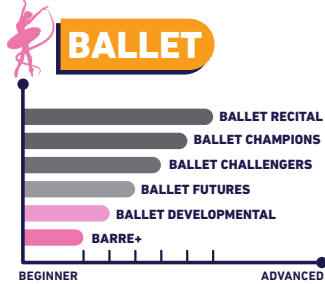 BALLET
BALLET RECITAL
BALLET CHAMPIONS
BALLET CHALLENGERS
BALLET FUTURES
BALLET DEVELOPMENTAL
BARRE+
BEGINNER ADVANCED